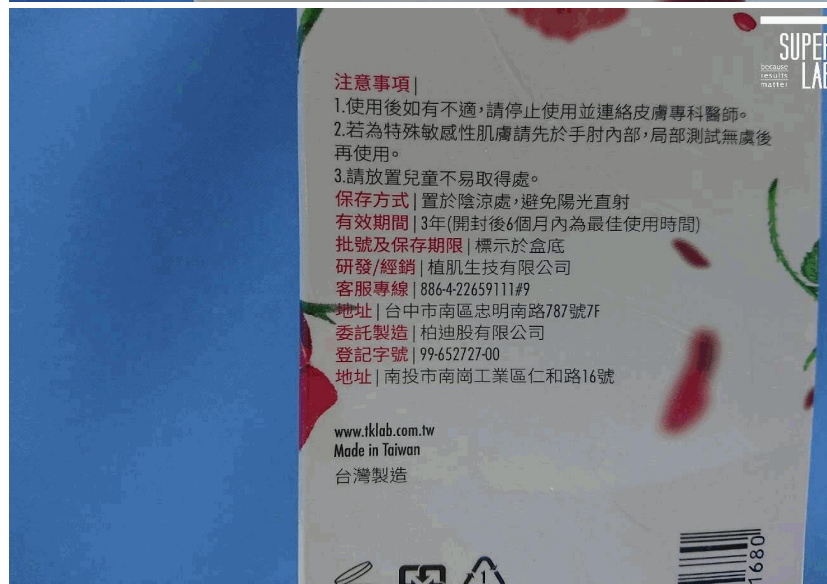 SUPER
LAB
because
results
matter
注意事項|
1.使用後如有不適,請停止使用並連絡皮膚專科醫師。
2.若為特殊敏感性肌膚請先於手肘內部,局部測試無虞後
再使用。
3.請放置兒童不易取得處。
保存方式|置於陰涼處,避免陽光直射
有效期間|3年(開封後6個月內為最佳使用時間)
批號及保存期限|標示於盒底
研發/經銷|植肌生技有限公司
客服專線|886-4-22659111#9
地址|台中市南區忠明南路787號7F
委託製造|柏迪股有限公司
登記字號|99-652727-00
地址|南投市南崗工業區仁和路16號
www.tklab.com.tw
Made in Taiwan
台灣製造
1
1680